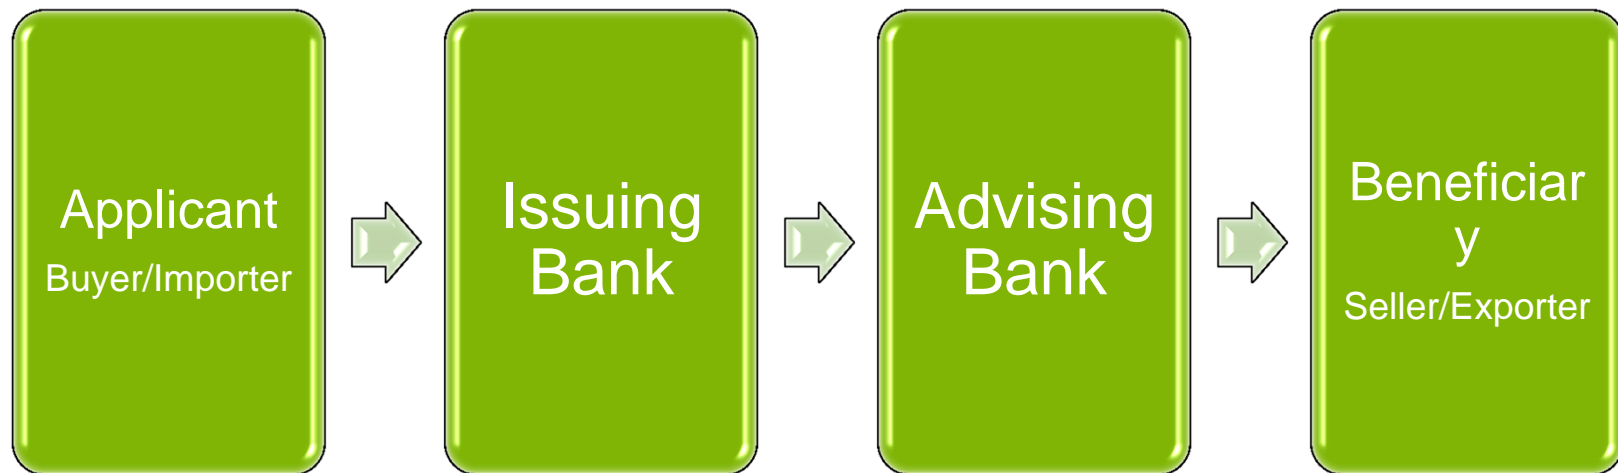 Applicant
Buyer/Importer
Issuing
Bank
Advising
Bank
Beneficiar
y
Seller/Exporter